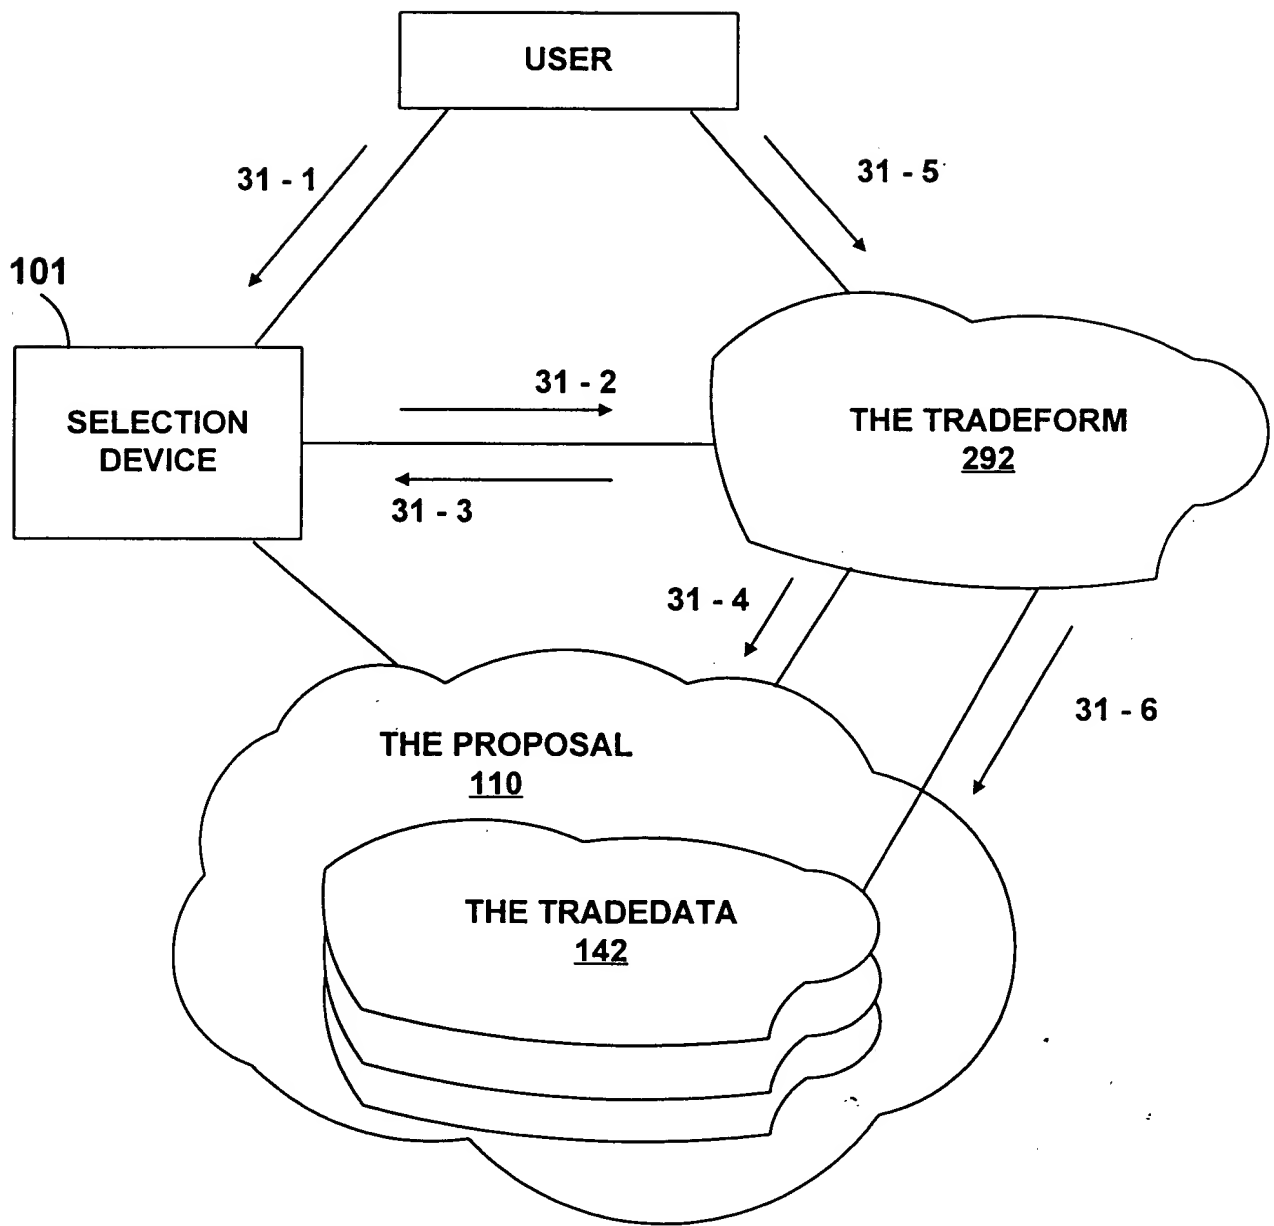 USER
31 - 1
31 - 5
101
31 - 2
SELECTION
DEVICE
THE TRADEFORM
292
31 - 3
31 - 4
31 - 6
THE PROPOSAL
110
THE TRADEDATA
142